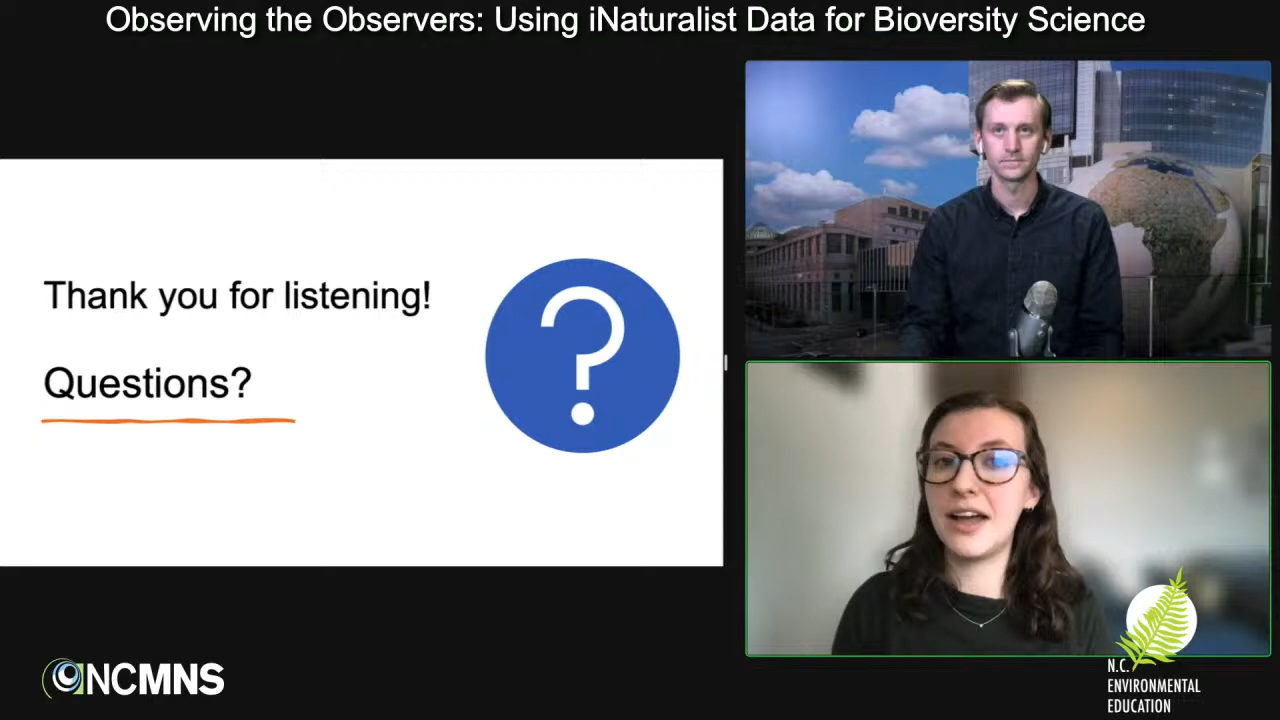 Observing the Observers: Using iNaturalist Data for Bioversity Science
Thank you for listening!
Questions?
?
NCMNS
N.C.
ENVIRONMENTAL
EDUCATION